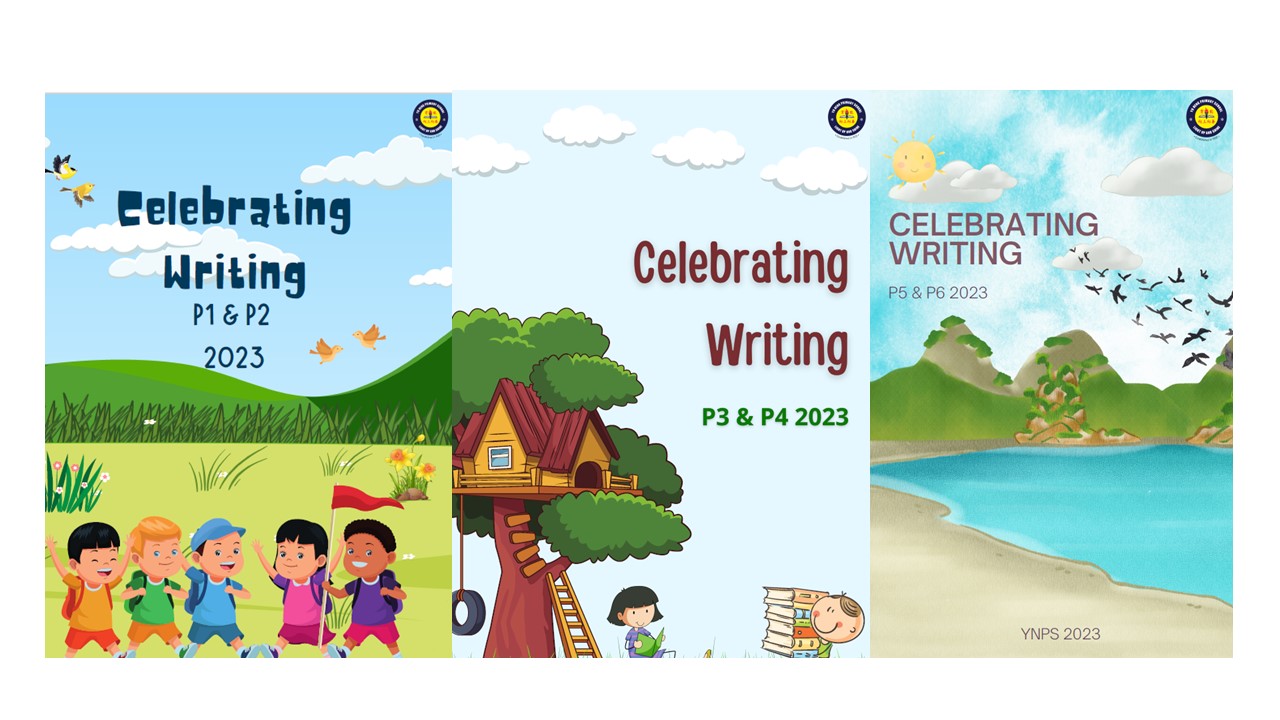 Celebrating
Writing
P1 & P2
2023
Celebrating
Writing
P3 & P4 2023
CELEBRATING
WRITING
P5 & P6 2023
YNPS 2023